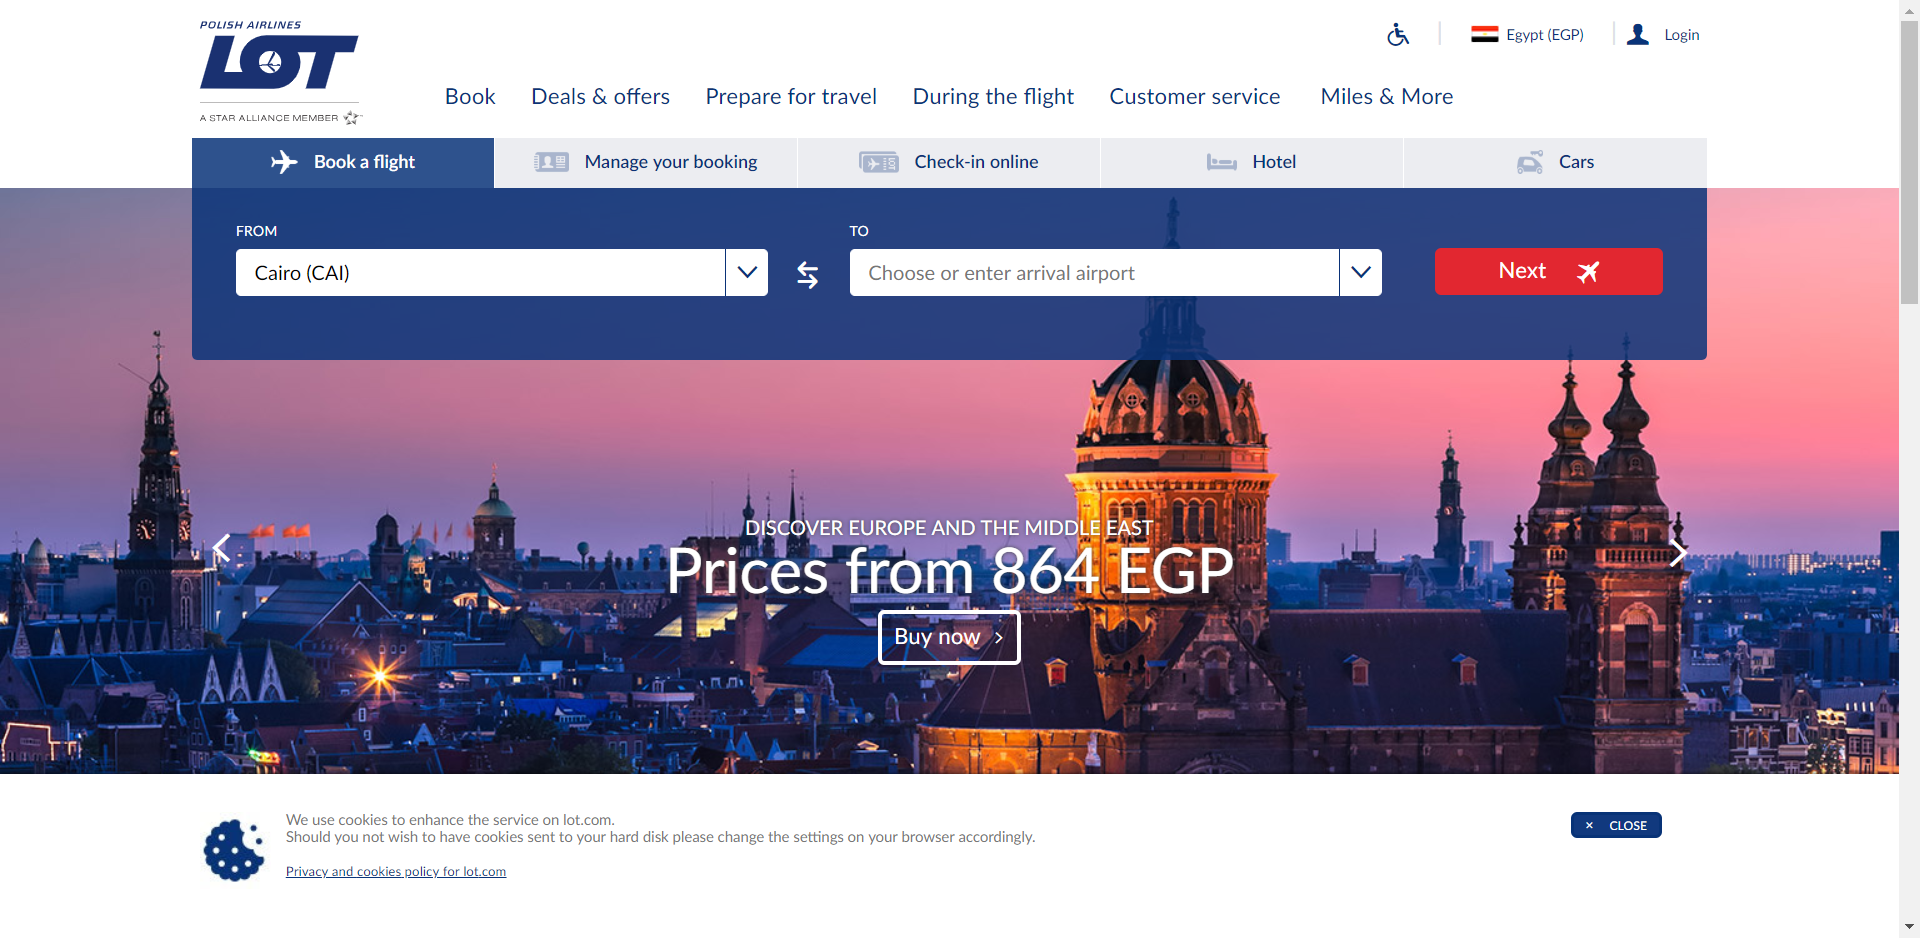 POLISH AIRLINES
LOT
A STAR ALLIANCE MEMBER
Egypt (EGP)
Login
Book
Deals & offers
Prepare for travel
During the flight
Customer service
Miles & More
Book a flight
Manage your booking
Check-in online
Hotel
Cars
FROM
TO
Cairo (CAI)
Choose or enter arrival airport
Next
DISCOVER EUROPE AND THE MIDDLE EAST
Prices from 864 EGP
Buy now
We use cookies to enhance the service on lot.com.
Should you not wish to have cookies sent to your hard disk please change the settings on your browser accordingly.
Privacy and cookies policy for lot.com
× CLOSE